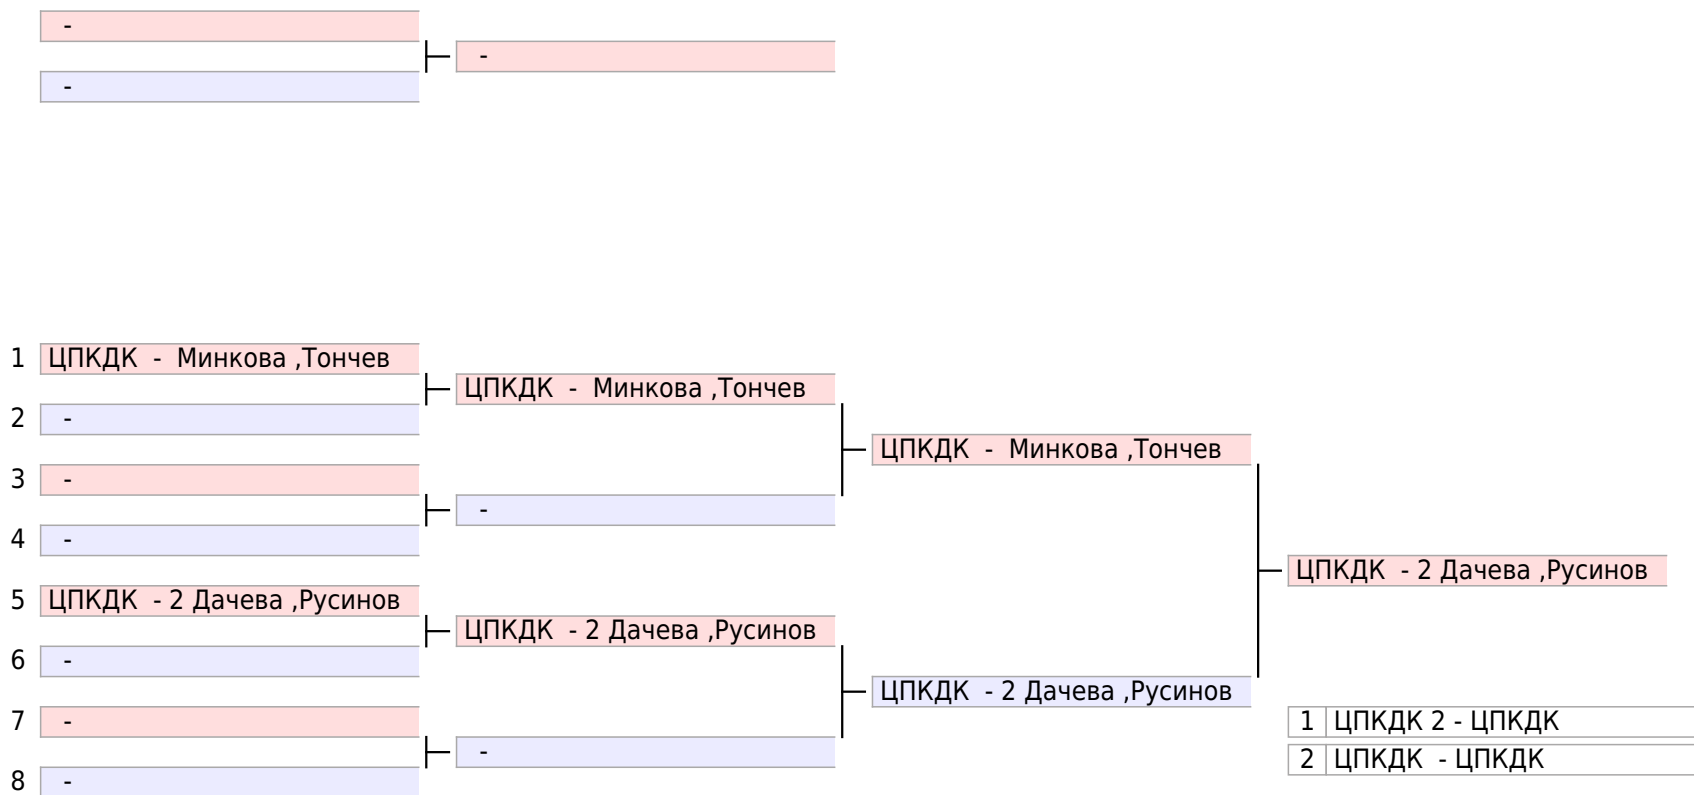 -
-
-
1 ЦПКДК - Минкова ,Тончев
ЦПКДК - Минкова ,Тончев
2 -
ЦПКДК - Минкова ,Тончев
3 -
-
4 -
ЦПКДК - 2 Дачева ,Русинов
5 ЦПКДК - 2 Дачева ,Русинов
ЦПКДК - 2 Дачева ,Русинов
6 -
ЦПКДК - 2 Дачева ,Русинов
7 -
1 ЦПКДК 2 - ЦПКДК
-
2 ЦПКДК - ЦПКДК
8 -